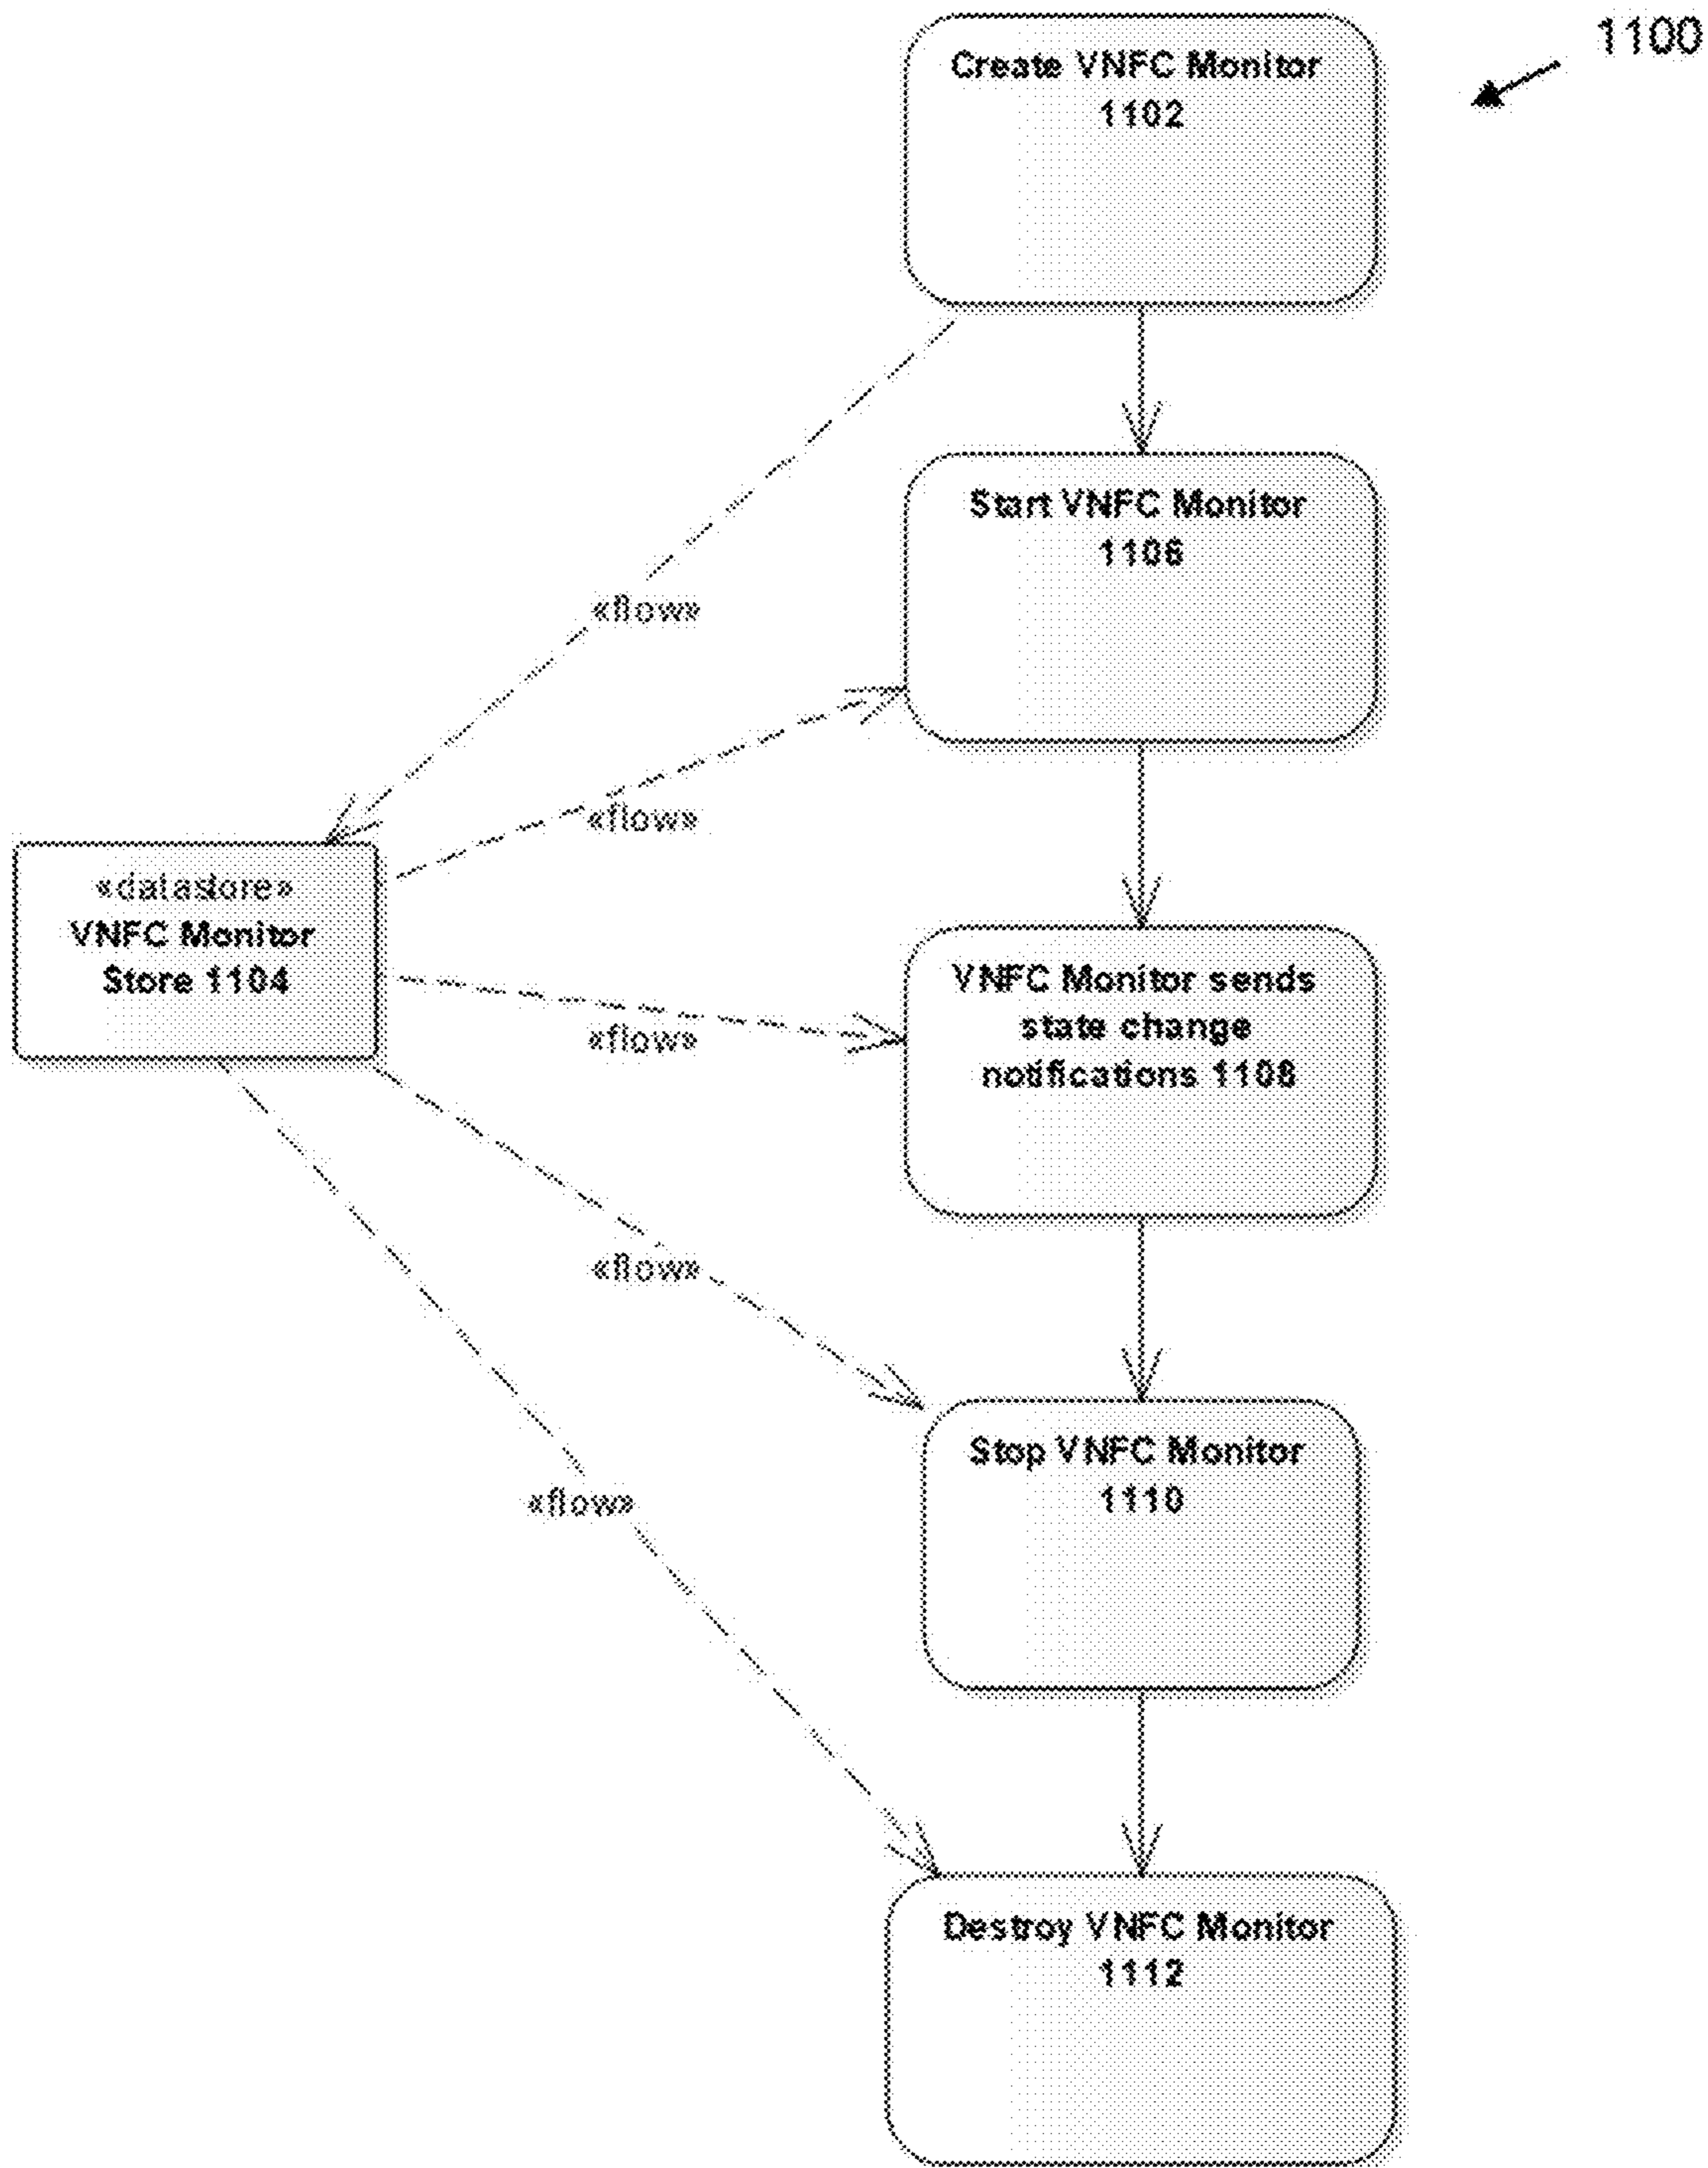 1100
Create VNFC Monitor
1102
Start VNFC Monitor
1106
«flow»
«flow»
«datastore»
VNFC Monitor
Store 1104
VNFC Monitor sends
state change
notifications 1108
«flow»
«flow»
Stop VNFC Monitor
1110
«flow»
Destroy VNFC Monitor
1112